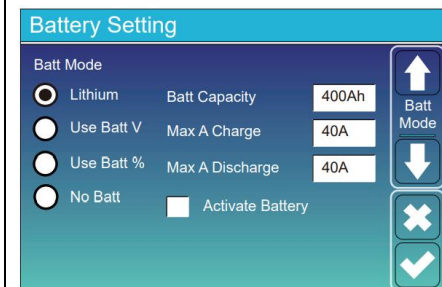 Battery Setting
Batt Mode
Lithium
Batt Capacity 400Ah
Use Batt V
Max A Charge 40A
Use Batt %
Max A Discharge 40A
No Batt
Activate Battery
Batt
Mode